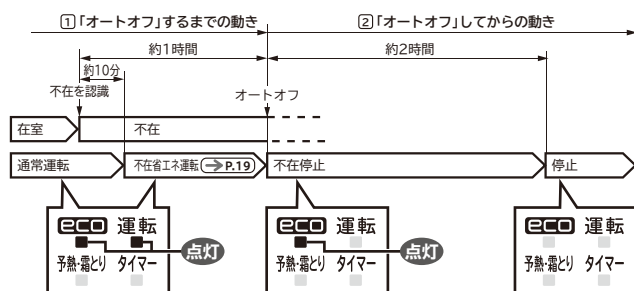 1「オートオフ」するまでの動き
2「オートオフ」してからの動き
約1時間
約2時間
約10分
不在を認識
オートオフ
在室
不在
通常運転
不在省エネ運転(→P.19)
不在停止
停止
eco 運転
点灯
予熱・霜とり タイマー
eco 運転
点灯
予熱・霜とり タイマー
eco 運転
予熱・霜とり タイマー